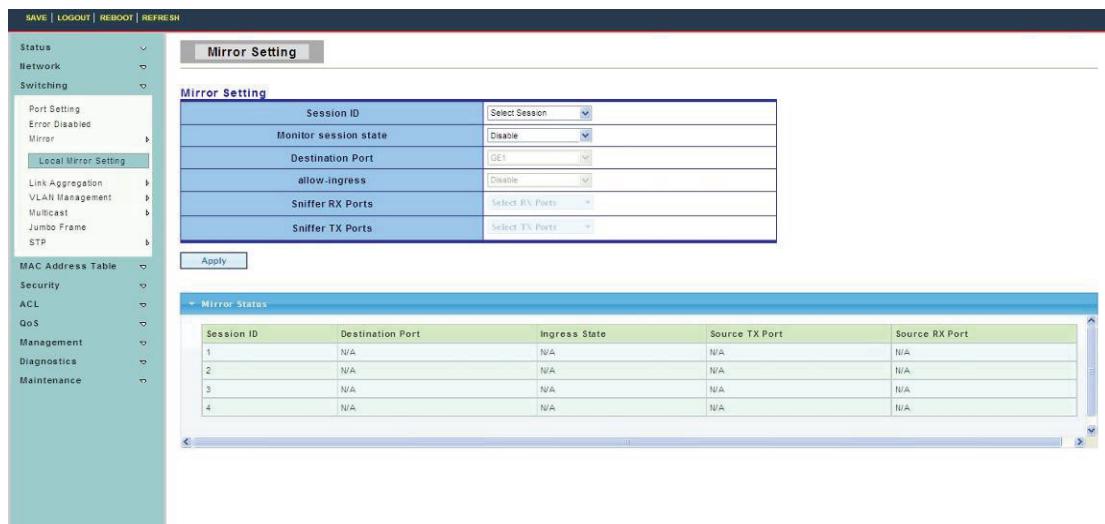 SAVE | LOGOUT | REBOOT | REFRESH
Status
Network
Switching
Port Setting
Error Disabled
Mirror
Local Mirror Setting
Link Aggregation
VLAN Management
Multicast
Jumbo Frame
STP
MAC Address Table
Security
ACL
QoS
Management
Diagnostics
Maintenance
Mirror Setting
Mirror Setting
Session ID Select Session
Monitor session state Disable
Destination Port GE1
allow-ingress Disable
Sniffer RX Ports Select RX Ports
Sniffer TX Ports Select TX Ports
Apply
Mirror Status
Session ID Destination Port Ingress State Source TX Port Source RX Port
1 N/A N/A N/A N/A
2 N/A N/A N/A N/A
3 N/A N/A N/A N/A
4 N/A N/A N/A N/A